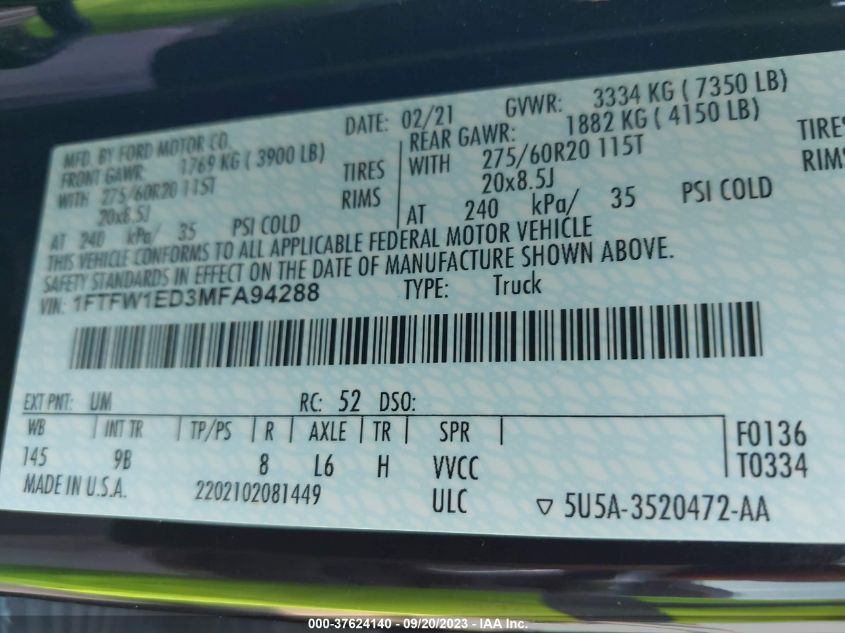 MFD. BY FORD MOTOR CO.
DATE: 02/21 GVWR: 3334 KG ( 7350 LB)
FRONT GAWR: 1769 KG ( 3900 LB) REAR GAWR: 1882 KG ( 4150 LB)
WITH 275/60R20 115T TIRES WITH 275/60R20 115T TIRES
20x8.5J RIMS 20x8.5J RIMS
AT 240 kPa/ 35 PSI COLD AT 240 kPa/ 35 PSI COLD
THIS VEHICLE CONFORMS TO ALL APPLICABLE FEDERAL MOTOR VEHICLE
SAFETY STANDARDS IN EFFECT ON THE DATE OF MANUFACTURE SHOWN ABOVE.
VIN: 1FTFW1ED3MFA94288 TYPE: Truck
EXT PNT: UM RC: 52 DSO:
WB INT TR TP/PS R AXLE TR SPR F0136
145 9B 8 L6 H VVCC T0334
MADE IN U.S.A. 2202102081449 ULC 5U5A-3520472-AA
000-37624140 - 09/20/2023 - IAA Inc.